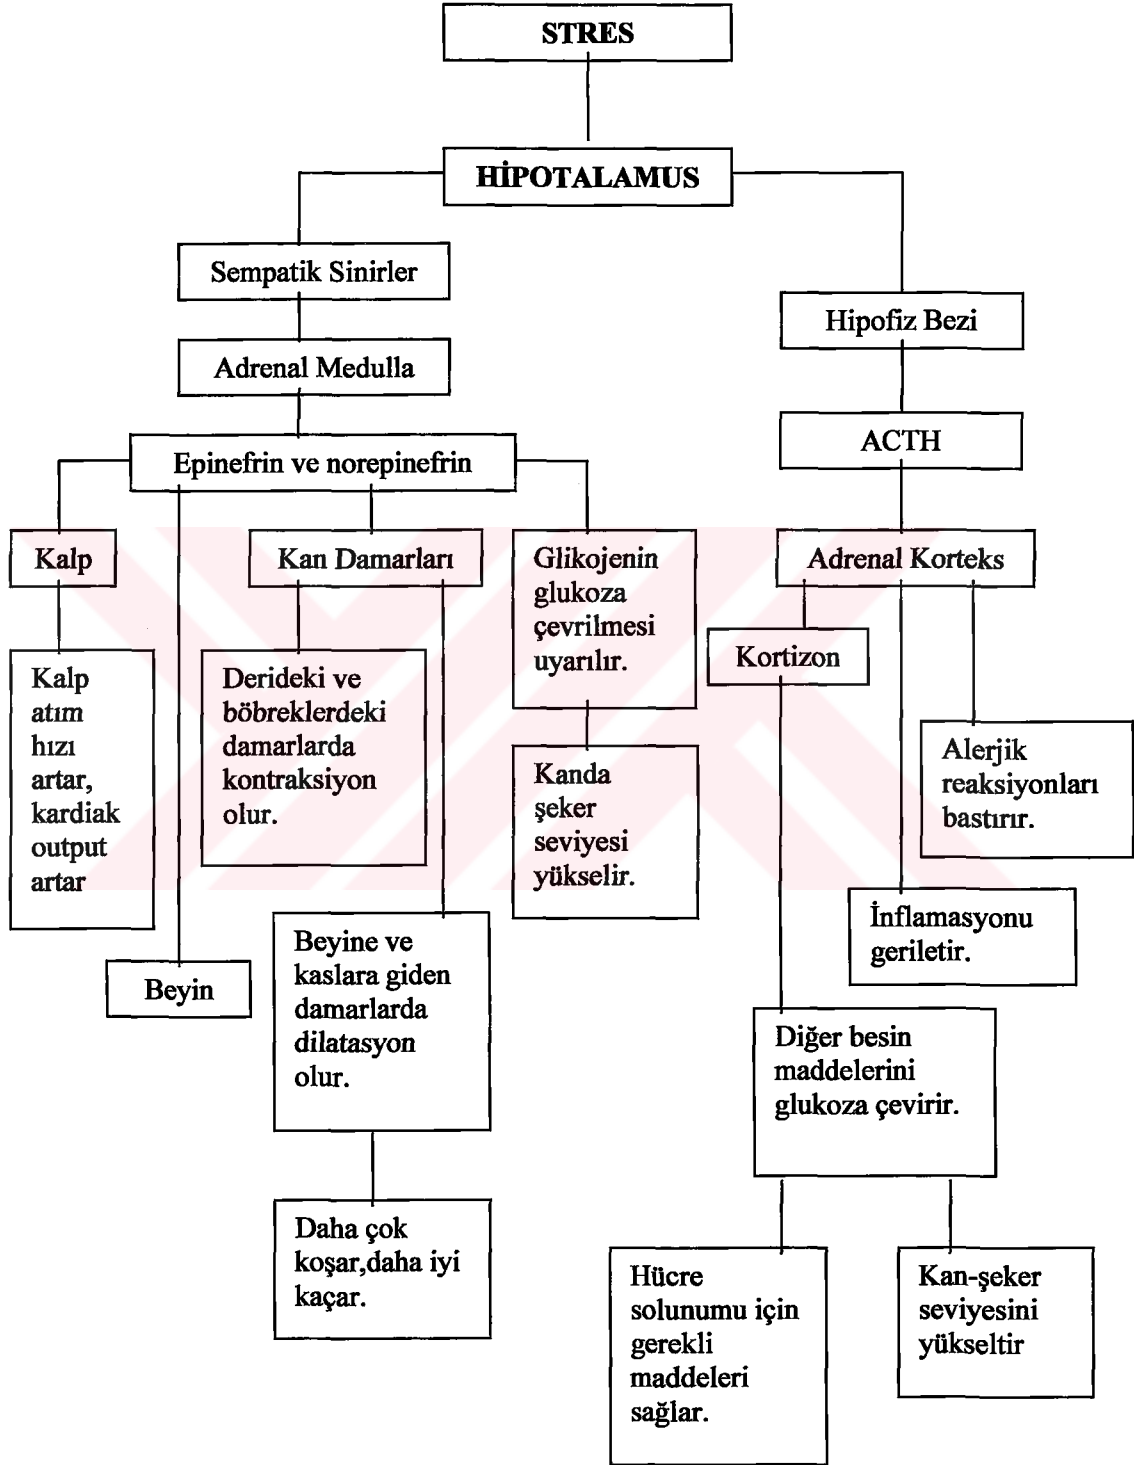 STRES
HİPOTALAMUS
Sempatik Sinirler
Hipofiz Bezi
Adrenal Medulla
ACTH
Epinefrin ve norepinefrin
Kalp
Kan Damarları
Glikojenin
glukoza
çevrilmesi
uyarılır.
Adrenal Korteks
Kortizon
Kalp
atım
hızı
artar,
kardiak
output
artar
Derideki ve
böbreklerdeki
damarlarda
kontraksiyon
olur.
Kanda
şeker
seviyesi
yükselir.
Alerjik
reaksiyonları
bastırır.
İnflamasyonu
geriletir.
Beyin
Beyine ve
kaslara giden
damarlarda
dilatasyon
olur.
Diğer besin
maddelerini
glukoza çevirir.
Daha çok
koşar,daha iyi
kaçar.
Hücre
solunumu için
gerekli
maddeleri
sağlar.
Kan-şeker
seviyesini
yükseltir